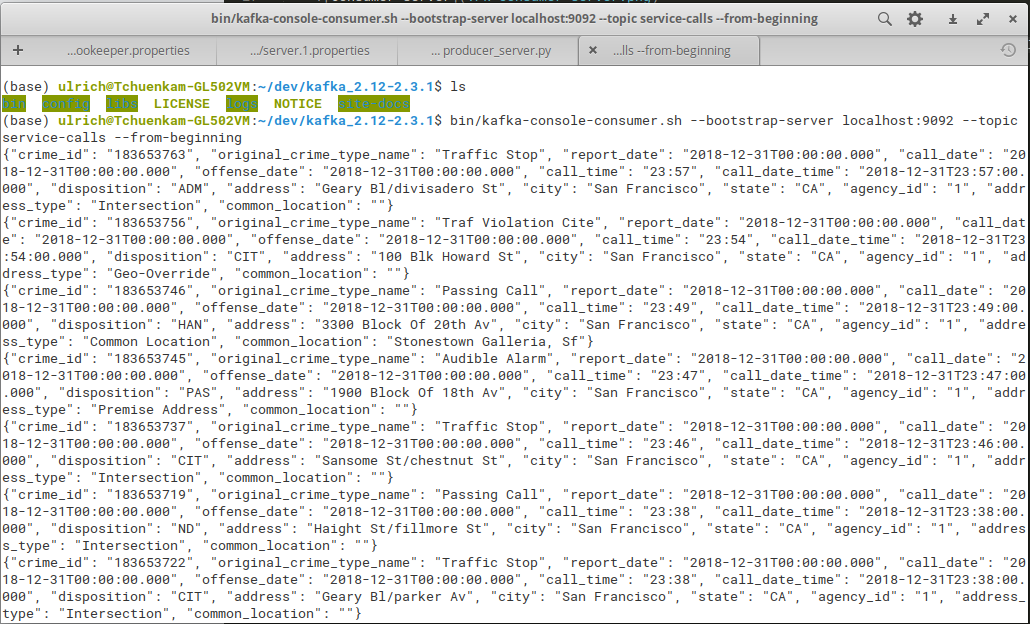 bin/kafka-console-consumer.sh --bootstrap-server localhost:9092 --topic service-calls --from-beginning
...ookeeper.properties .../server.1.properties ... producer_server.py ...lls --from-beginning
(base) ulrich@Tchuenkam-GL502VM:~/dev/kafka_2.12-2.3.1$ ls
bin config libs LICENSE logs NOTICE site-docs
(base) ulrich@Tchuenkam-GL502VM:~/dev/kafka_2.12-2.3.1$ bin/kafka-console-consumer.sh --bootstrap-server localhost:9092 --topic
service-calls --from-beginning
{"crime_id": "183653763", "original_crime_type_name": "Traffic Stop", "report_date": "2018-12-31T00:00:00.000", "call_date": "20
18-12-31T00:00:00.000", "offense_date": "2018-12-31T00:00:00.000", "call_time": "23:57", "call_date_time": "2018-12-31T23:57:00.
000", "disposition": "ADM", "address": "Geary Bl/divisadero St", "city": "San Francisco", "state": "CA", "agency_id": "1", "addr
ess_type": "Intersection", "common_location": ""}
{"crime_id": "183653756", "original_crime_type_name": "Traf Violation Cite", "report_date": "2018-12-31T00:00:00.000", "call_dat
e": "2018-12-31T00:00:00.000", "offense_date": "2018-12-31T00:00:00.000", "call_time": "23:54", "call_date_time": "2018-12-31T23
:54:00.000", "disposition": "CIT", "address": "100 Blk Howard St", "city": "San Francisco", "state": "CA", "agency_id": "1", "ad
dress_type": "Geo-Override", "common_location": ""}
{"crime_id": "183653746", "original_crime_type_name": "Passing Call", "report_date": "2018-12-31T00:00:00.000", "call_date": "20
18-12-31T00:00:00.000", "offense_date": "2018-12-31T00:00:00.000", "call_time": "23:49", "call_date_time": "2018-12-31T23:49:00.
000", "disposition": "HAN", "address": "3300 Block Of 20th Av", "city": "San Francisco", "state": "CA", "agency_id": "1", "addre
ss_type": "Common Location", "common_location": "Stonestown Galleria, Sf"}
{"crime_id": "183653745", "original_crime_type_name": "Audible Alarm", "report_date": "2018-12-31T00:00:00.000", "call_date": "2
018-12-31T00:00:00.000", "offense_date": "2018-12-31T00:00:00.000", "call_time": "23:47", "call_date_time": "2018-12-31T23:47:00
.000", "disposition": "PAS", "address": "1900 Block Of 18th Av", "city": "San Francisco", "state": "CA", "agency_id": "1", "addr
ess_type": "Premise Address", "common_location": ""}
{"crime_id": "183653737", "original_crime_type_name": "Traffic Stop", "report_date": "2018-12-31T00:00:00.000", "call_date": "20
18-12-31T00:00:00.000", "offense_date": "2018-12-31T00:00:00.000", "call_time": "23:46", "call_date_time": "2018-12-31T23:46:00.
000", "disposition": "CIT", "address": "Sansome St/chestnut St", "city": "San Francisco", "state": "CA", "agency_id": "1", "addr
ess_type": "Intersection", "common_location": ""}
{"crime_id": "183653719", "original_crime_type_name": "Passing Call", "report_date": "2018-12-31T00:00:00.000", "call_date": "20
18-12-31T00:00:00.000", "offense_date": "2018-12-31T00:00:00.000", "call_time": "23:38", "call_date_time": "2018-12-31T23:38:00.
000", "disposition": "ND", "address": "Haight St/fillmore St", "city": "San Francisco", "state": "CA", "agency_id": "1", "addres
s_type": "Intersection", "common_location": ""}
{"crime_id": "183653722", "original_crime_type_name": "Traffic Stop", "report_date": "2018-12-31T00:00:00.000", "call_date": "20
18-12-31T00:00:00.000", "offense_date": "2018-12-31T00:00:00.000", "call_time": "23:38", "call_date_time": "2018-12-31T23:38:00.
000", "disposition": "CIT", "address": "Geary Bl/parker Av", "city": "San Francisco", "state": "CA", "agency_id": "1", "address_
type": "Intersection", "common_location": ""}